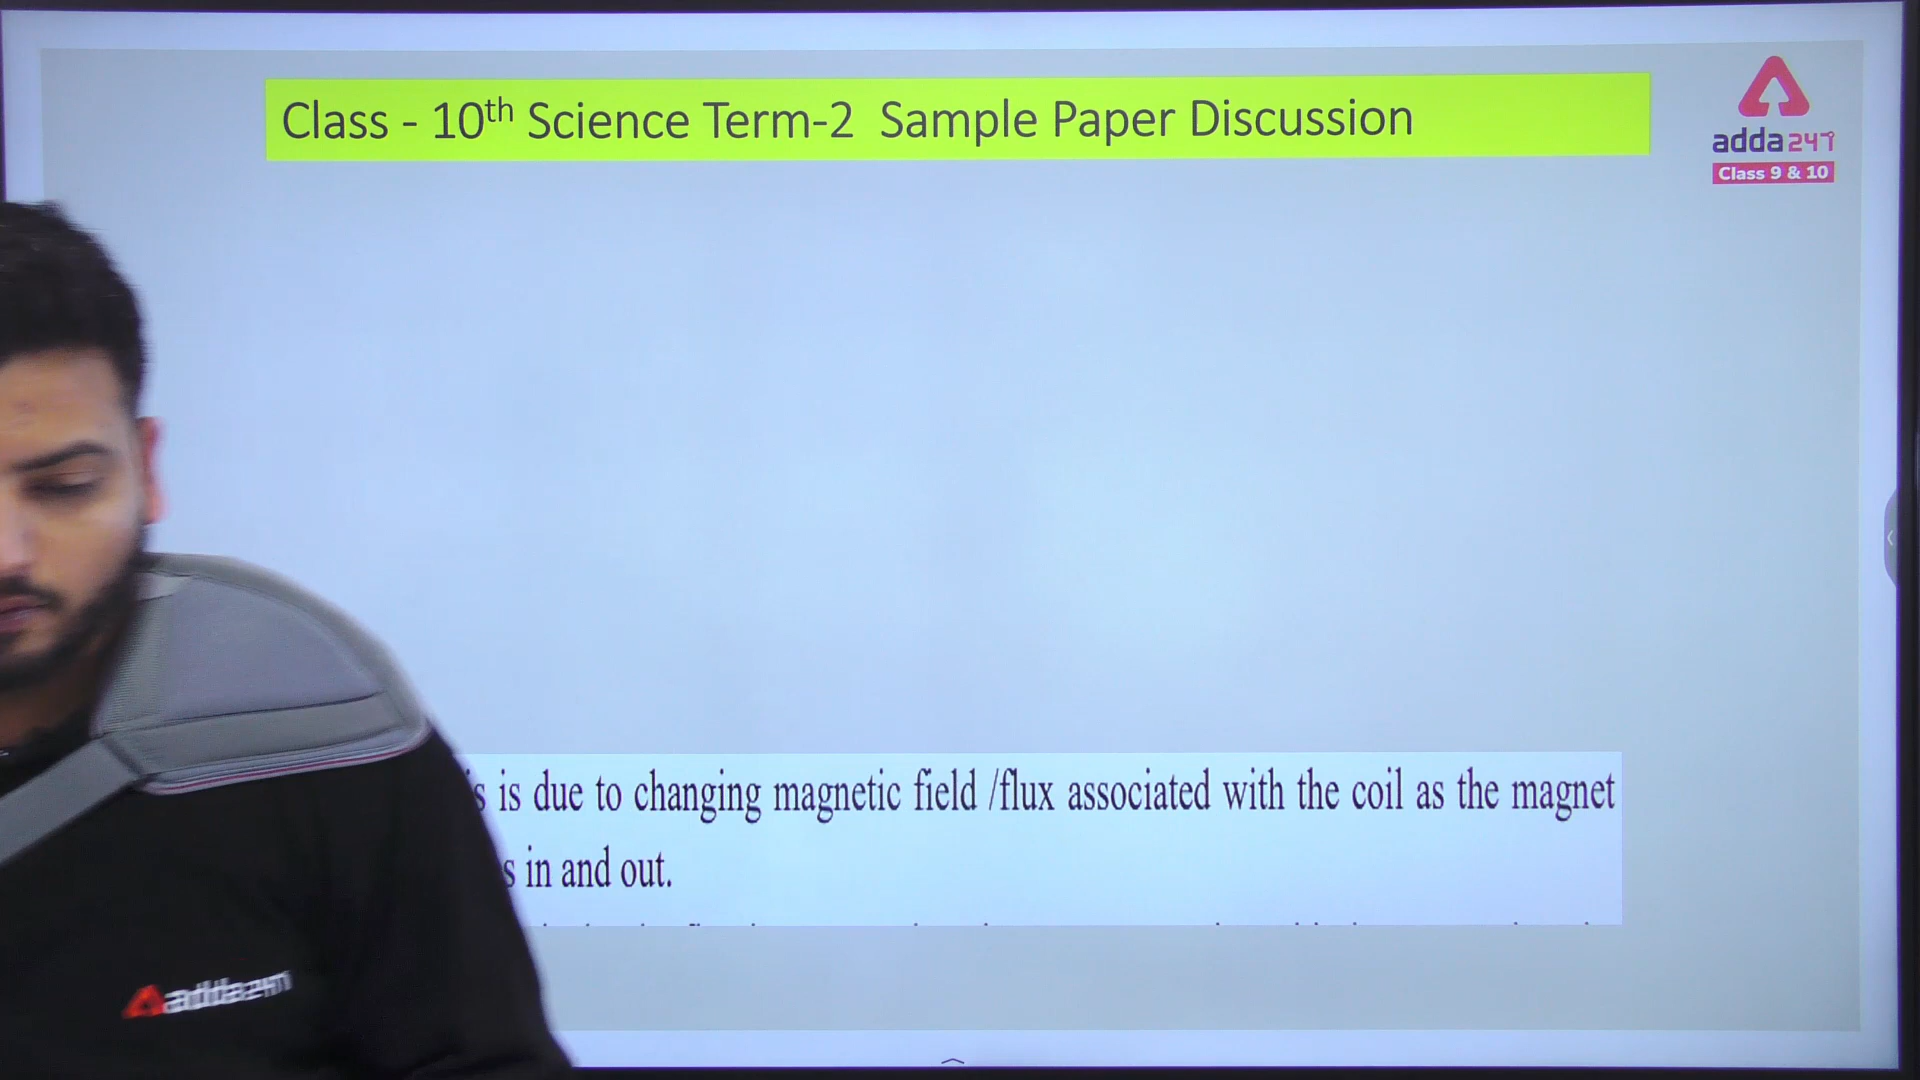 Class - 10th Science Term-2 Sample Paper Discussion
adda247
Class 9 & 10
is due to changing magnetic field /flux associated with the coil as the magnet
in and out.
adda247